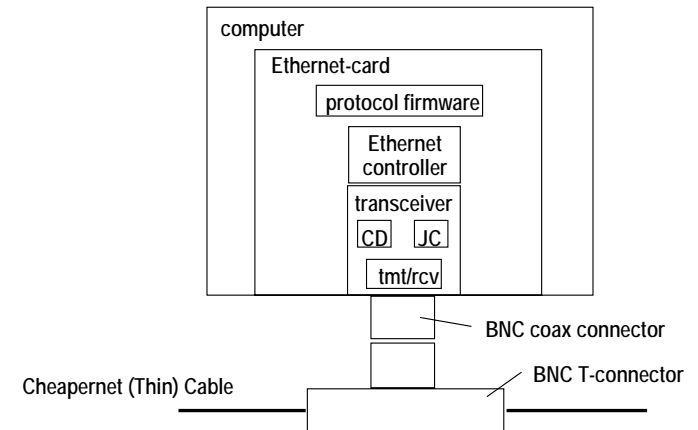 computer
Ethernet-card
protocol firmware
Ethernet
controller
transceiver
CD JC
tmt/rcv
BNC coax connector
BNC T-connector
Cheapernet (Thin) Cable